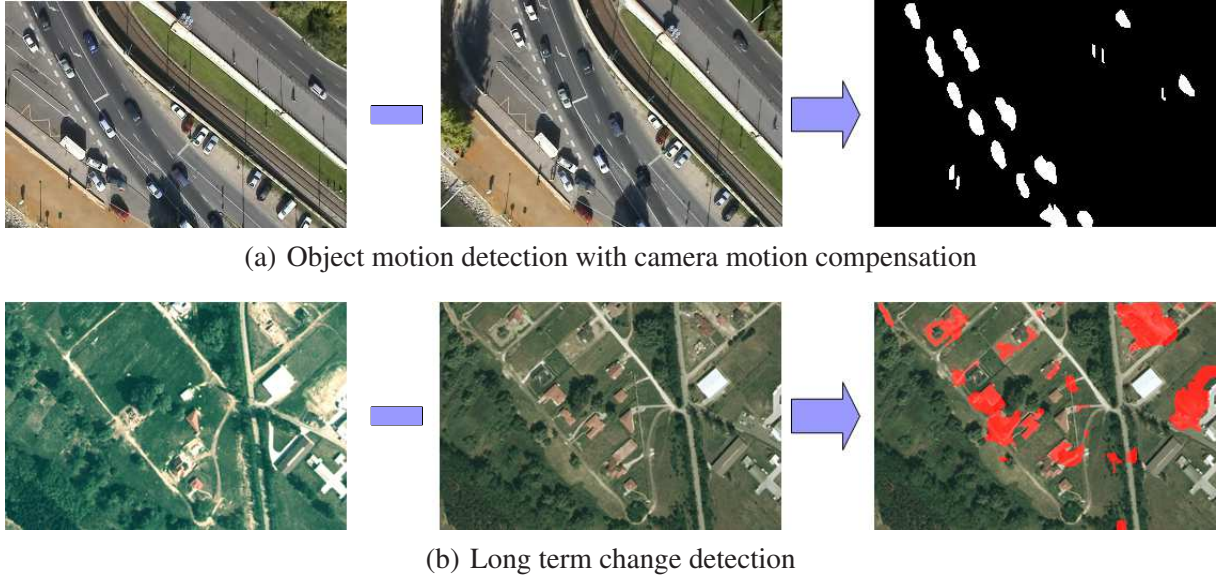 (a) Object motion detection with camera motion compensation
(b) Long term change detection